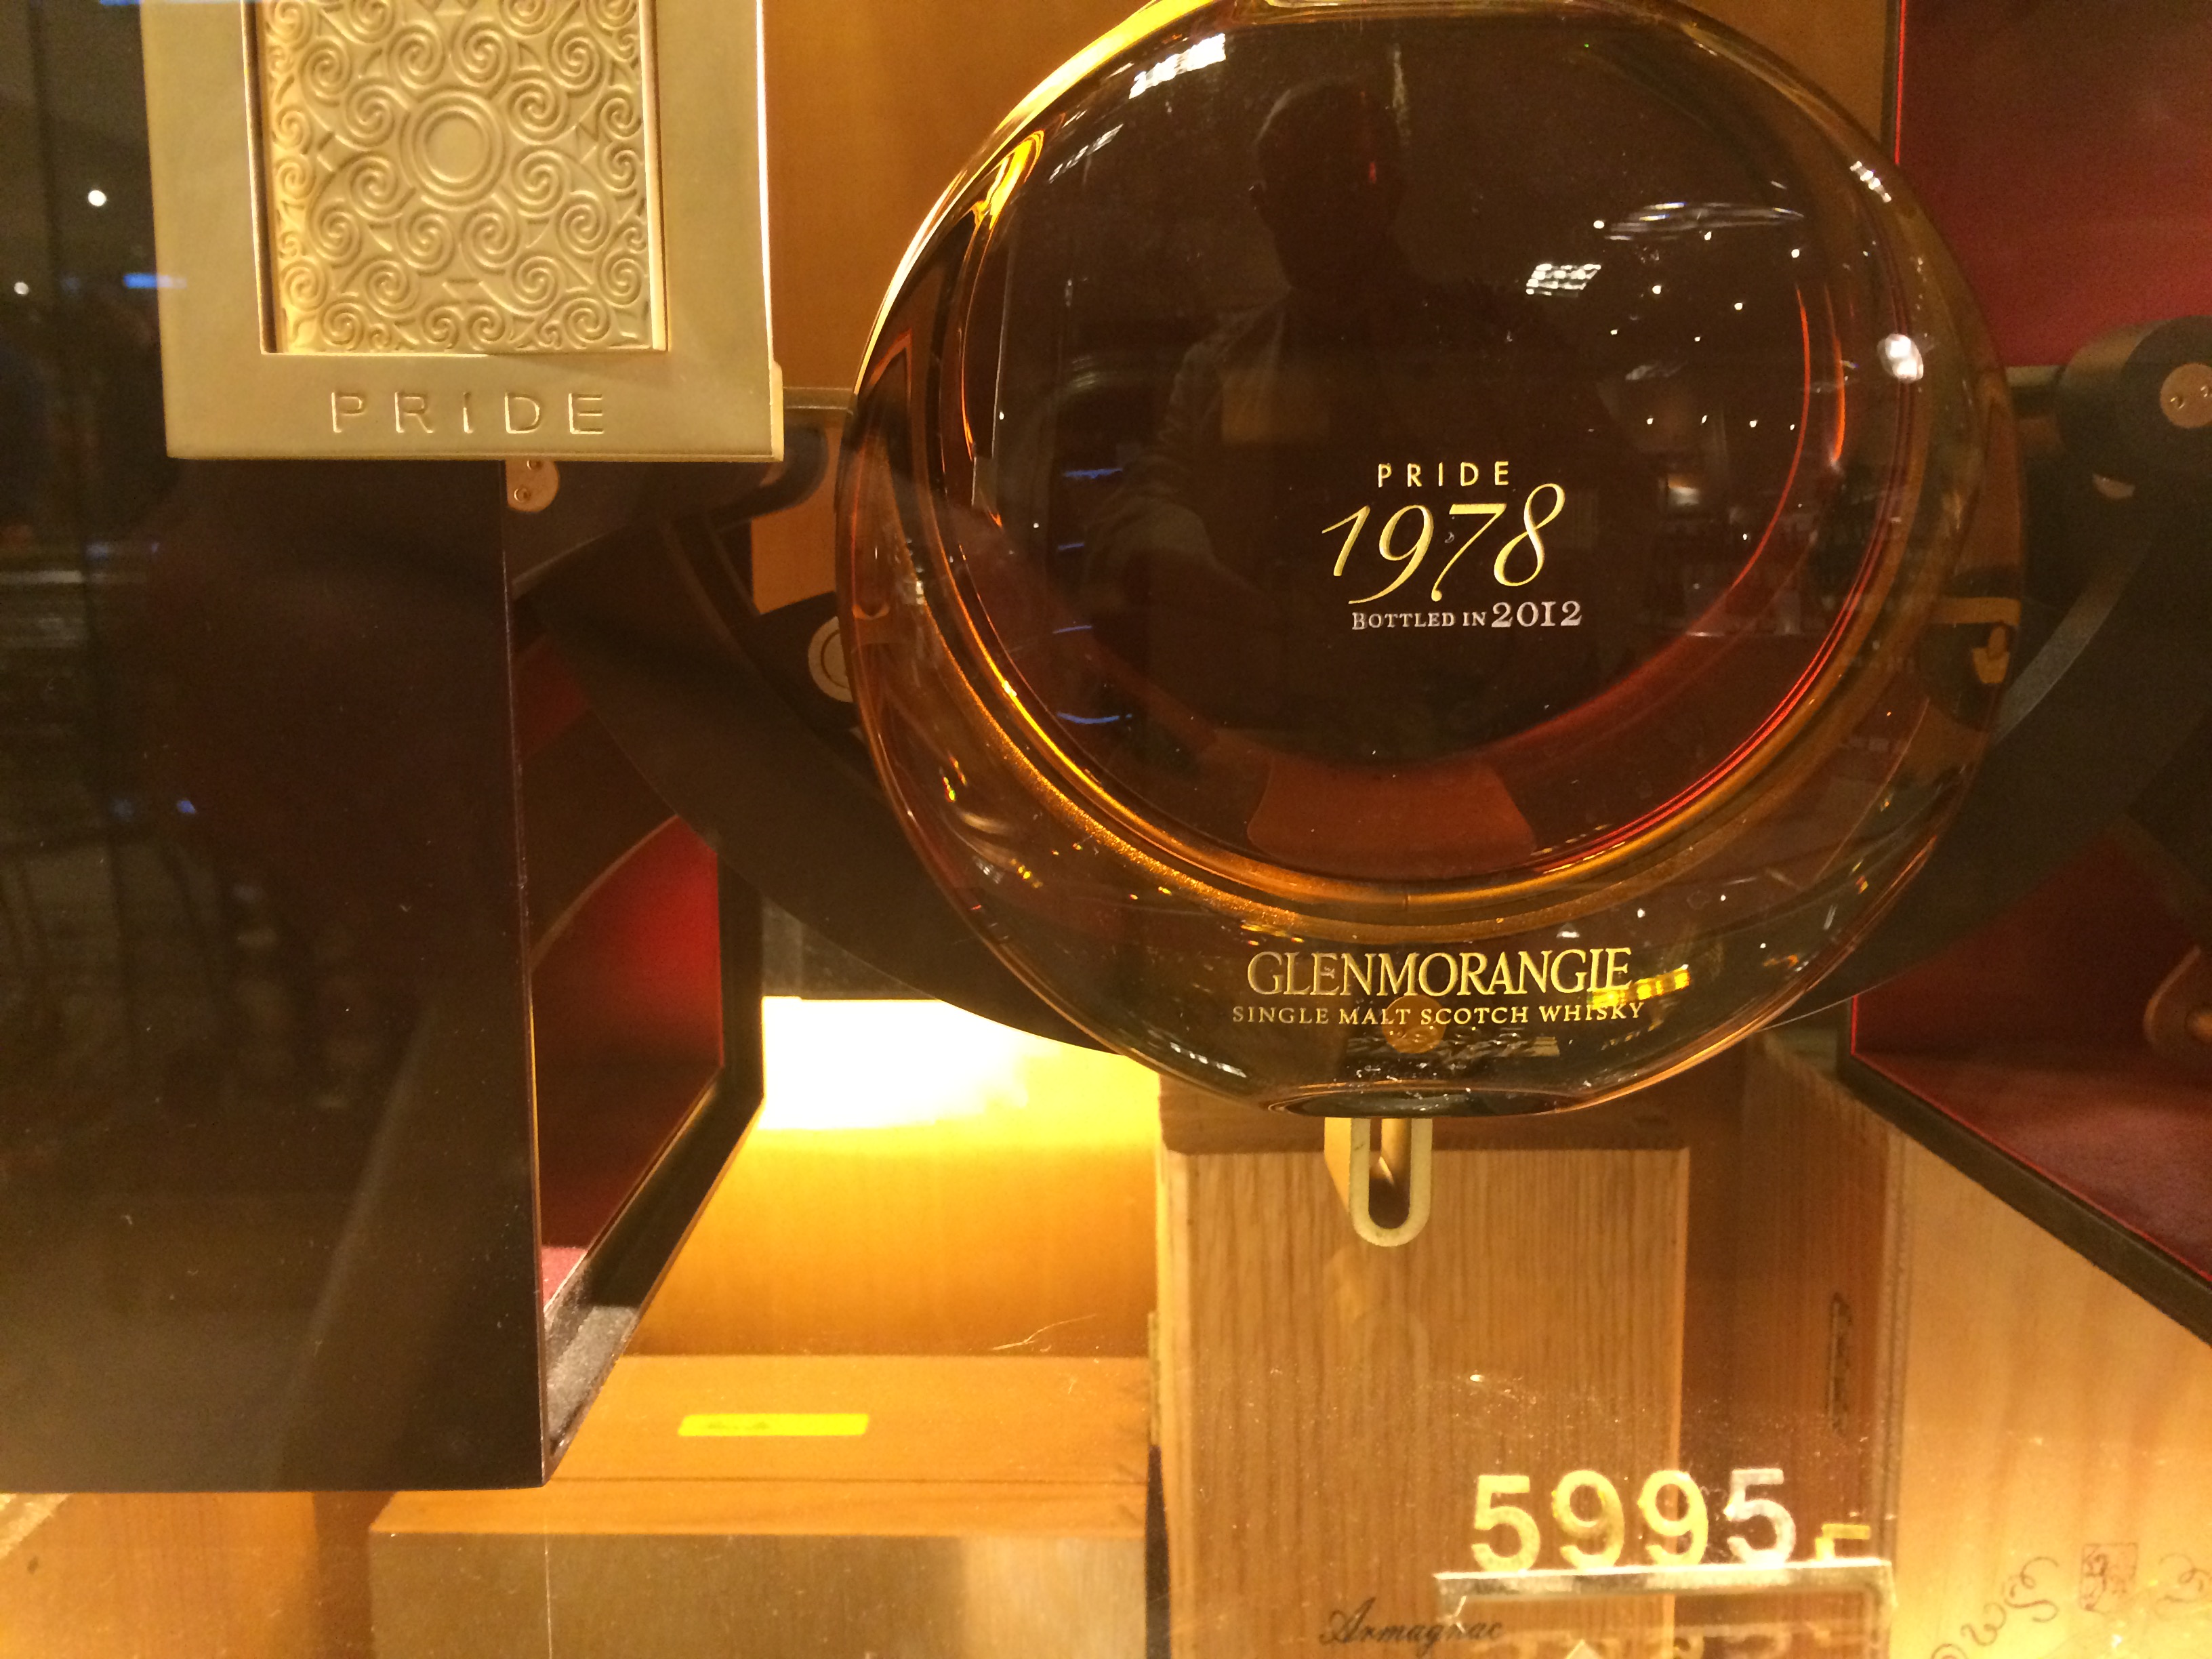 PRIDE
PRIDE
1978
BOTTLED IN 2012
GLENMORANGIE
SINGLE MALT SCOTCH WHISKY
5995.-
Armagnac